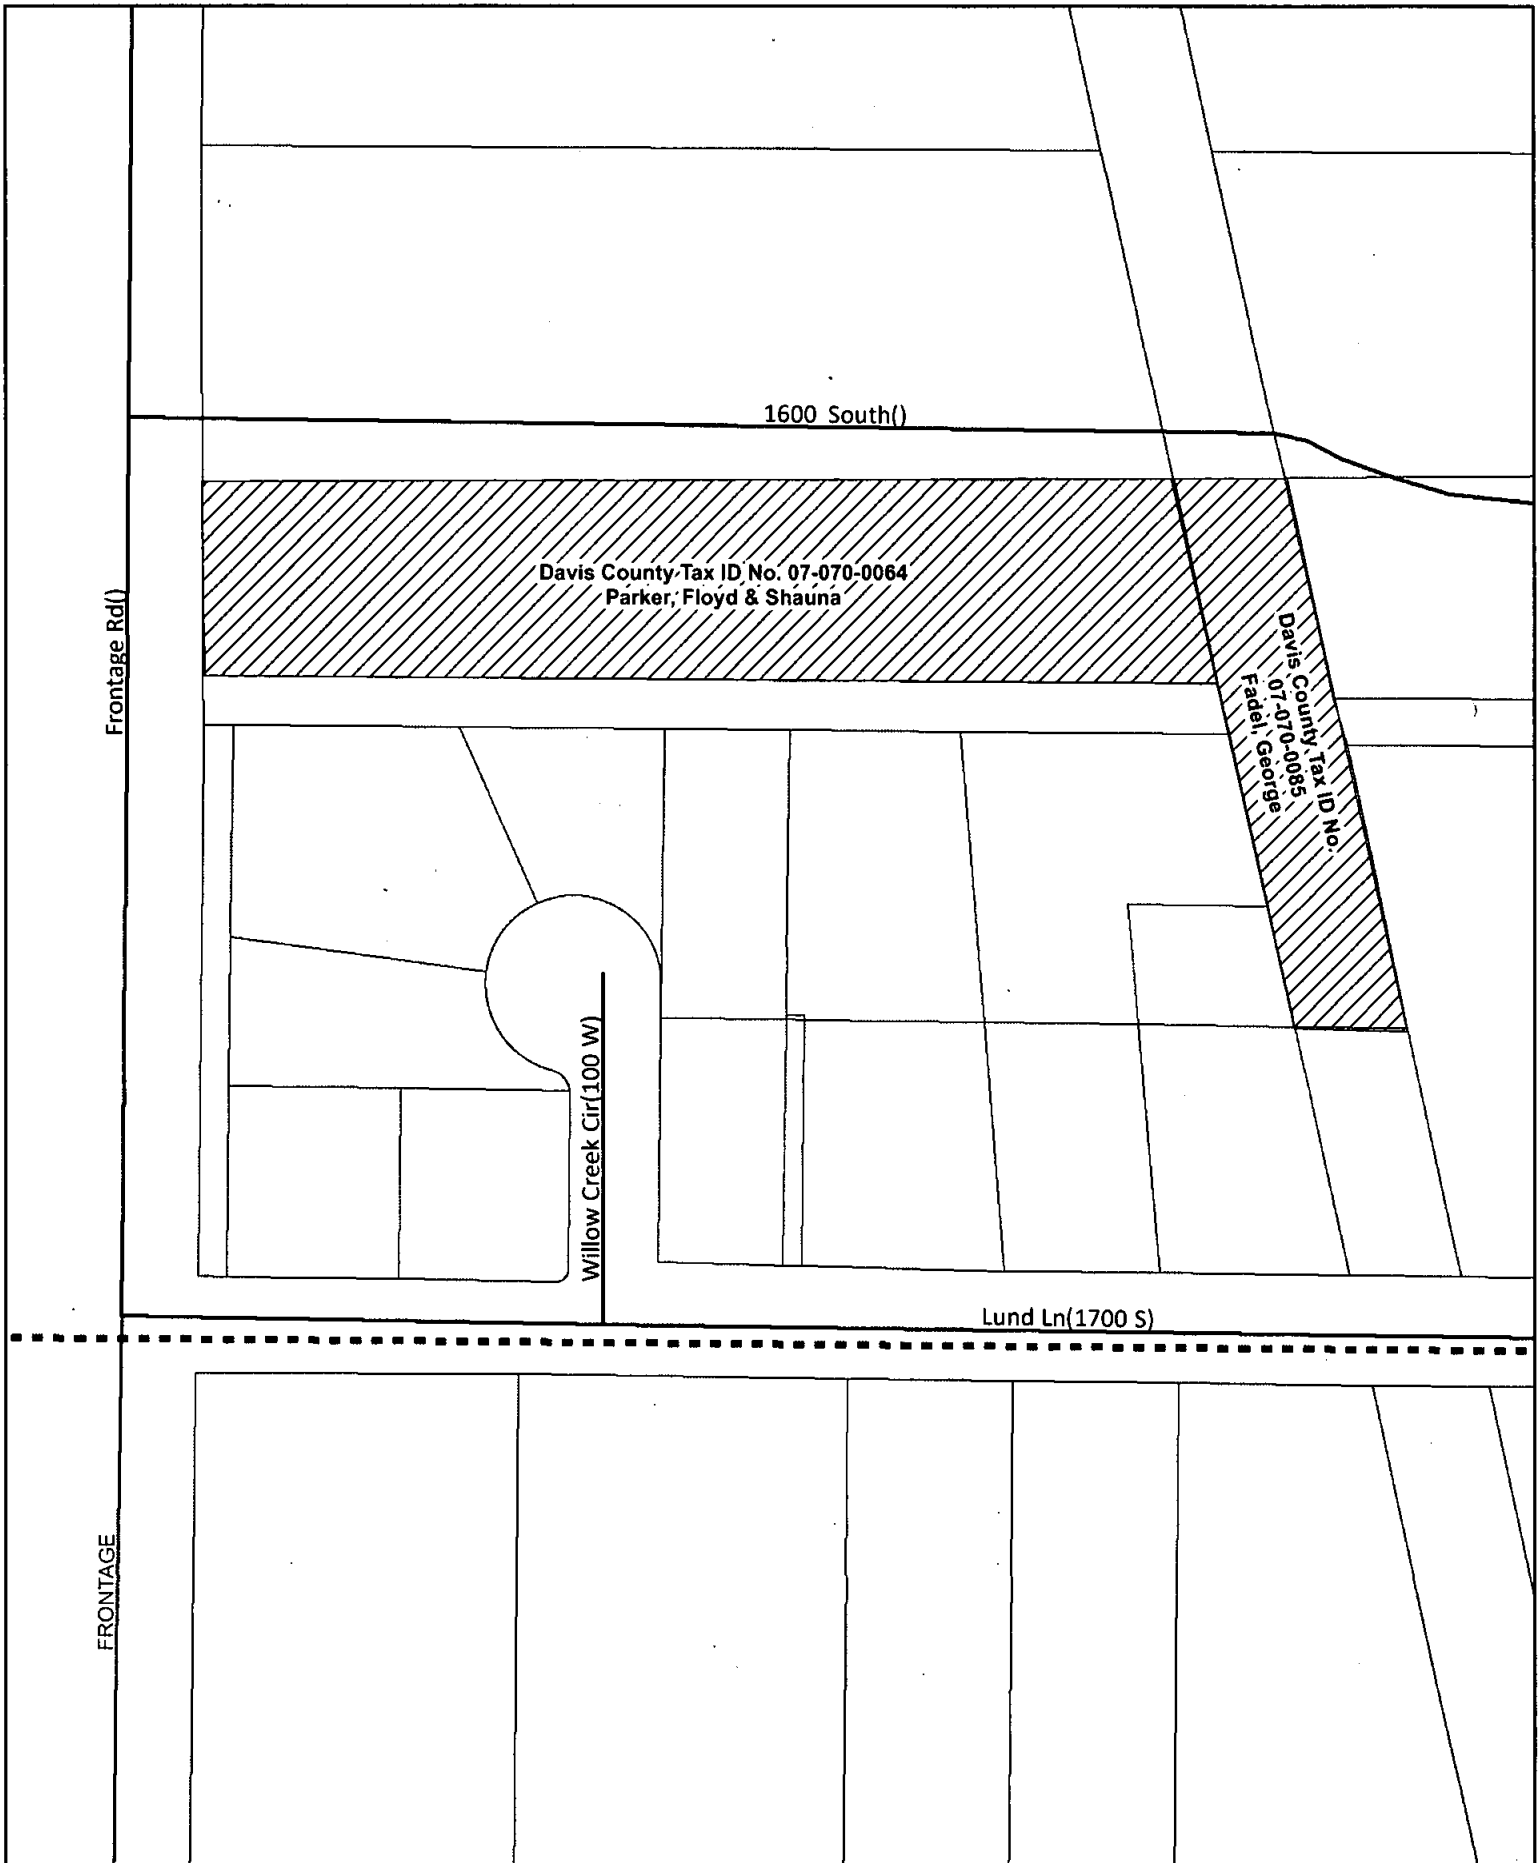 1600 South()
Davis County Tax ID No. 07-070-0064
Parker, Floyd & Shauna
Frontage Rd()
Davis County Tax ID No.
07-070-0085
Fadel, George
Willow Creek Cir(100 W)
Lund Ln(1700 S)
FRONTAGE